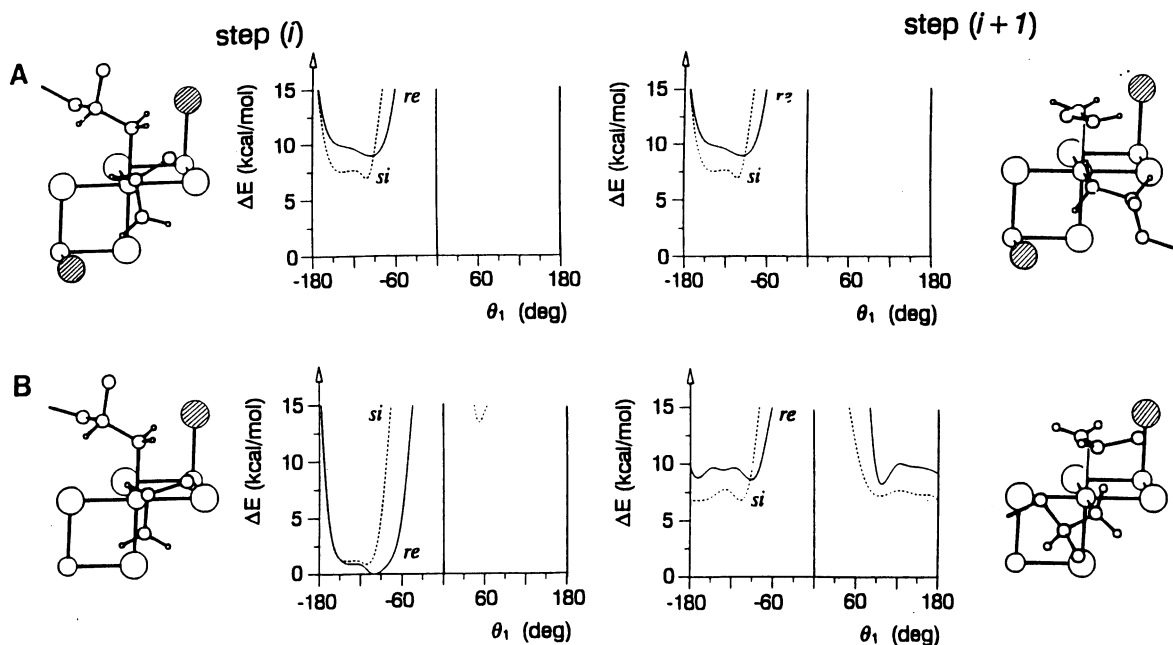 step (i)
step (i + 1)
A
ΔE (kcal/mol)
15
10
5
0
re
si
-180
-60
60
180
θ₁ (deg)
ΔE (kcal/mol)
15
10
5
0
re
si
-180
-60
60
180
θ₁ (deg)
B
ΔE (kcal/mol)
15
10
5
0
si
re
-180
-60
60
180
θ₁ (deg)
ΔE (kcal/mol)
15
10
5
0
re
si
-180
-60
60
180
θ₁ (deg)